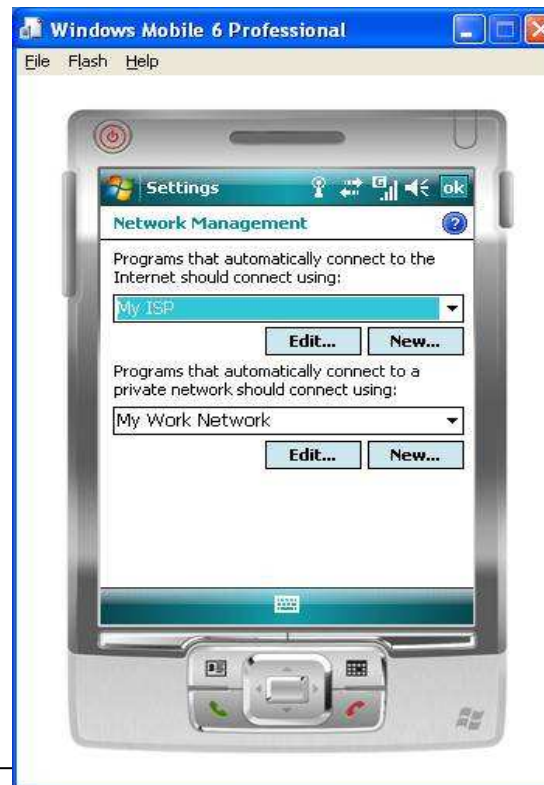 Windows Mobile 6 Professional
File Flash Help
Settings
G
ok
Network Management
?
Programs that automatically connect to the
Internet should connect using:
My ISP
Edit... New...
Programs that automatically connect to a
private network should connect using:
My Work Network
Edit... New...